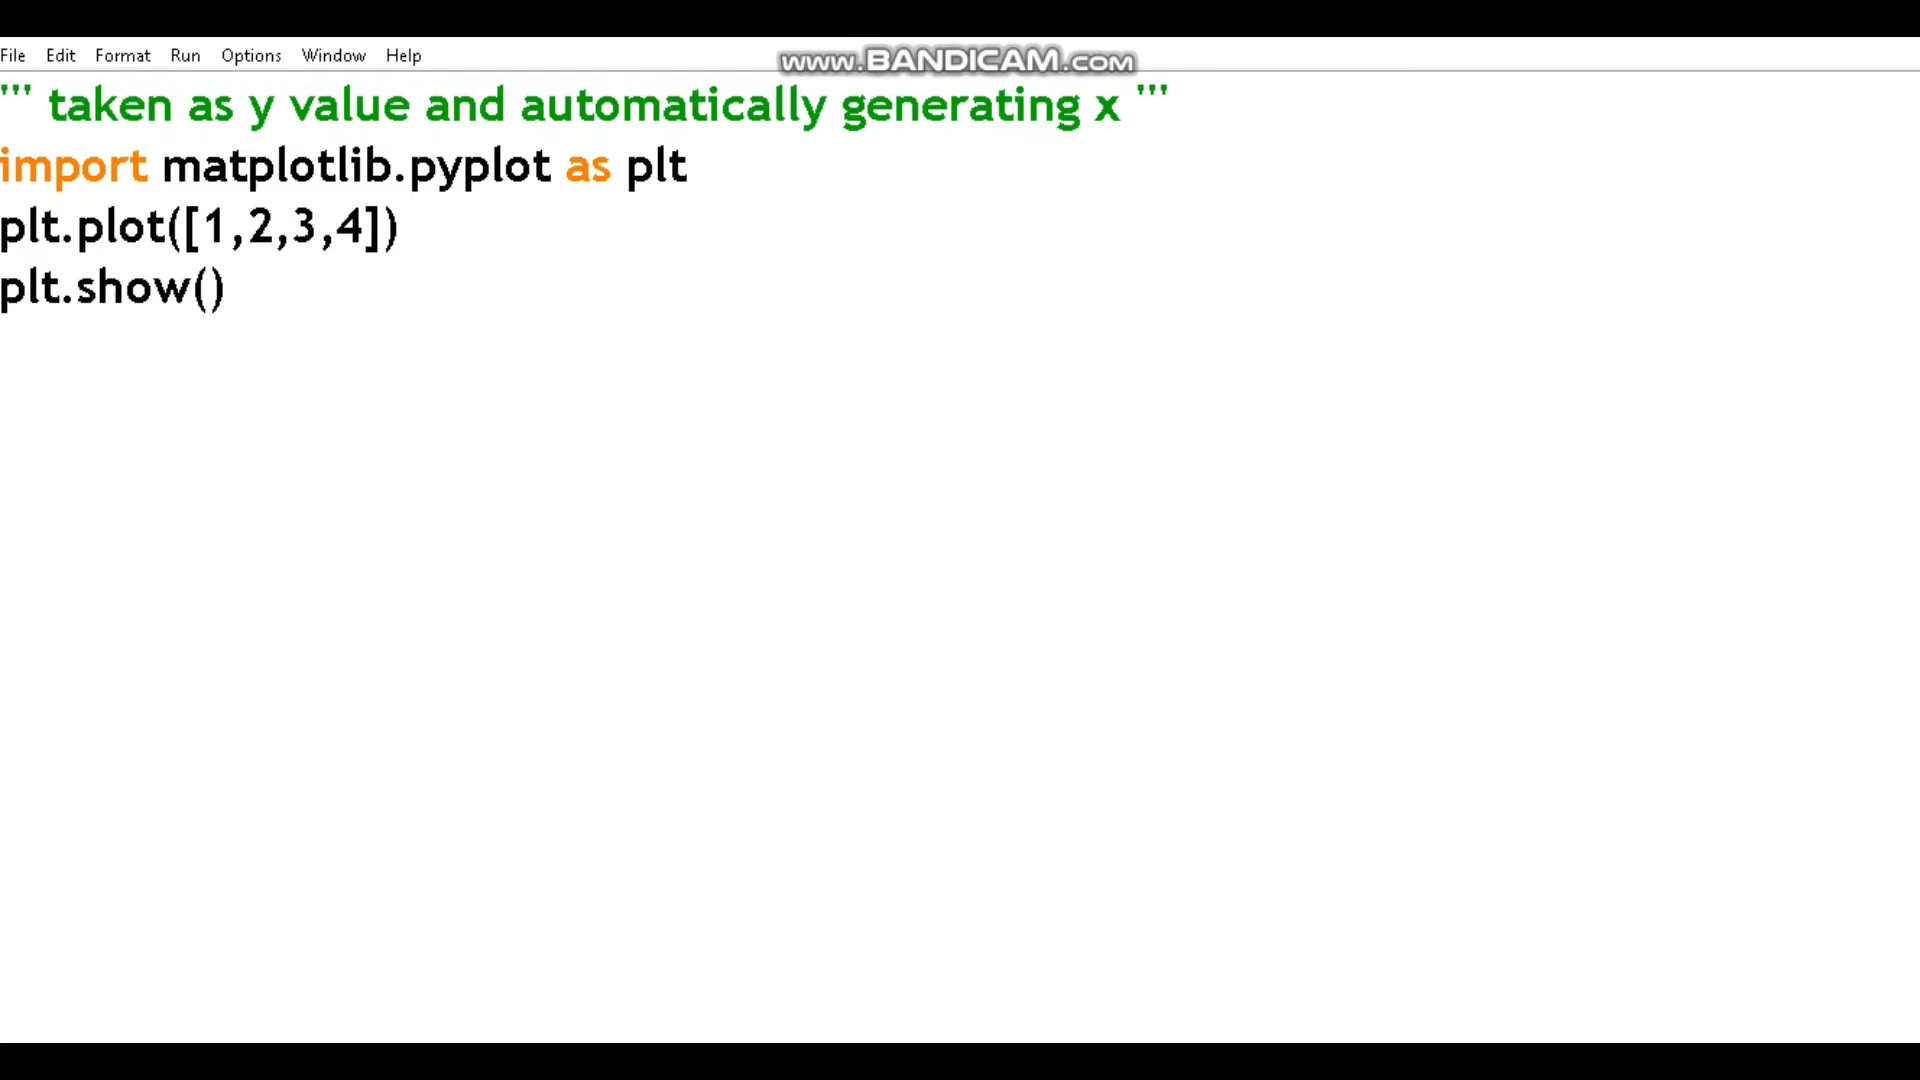 File Edit Format Run Options Window Help
www.BANDICAM.com
''' taken as y value and automatically generating x '''
import matplotlib.pyplot as plt
plt.plot([1,2,3,4])
plt.show()